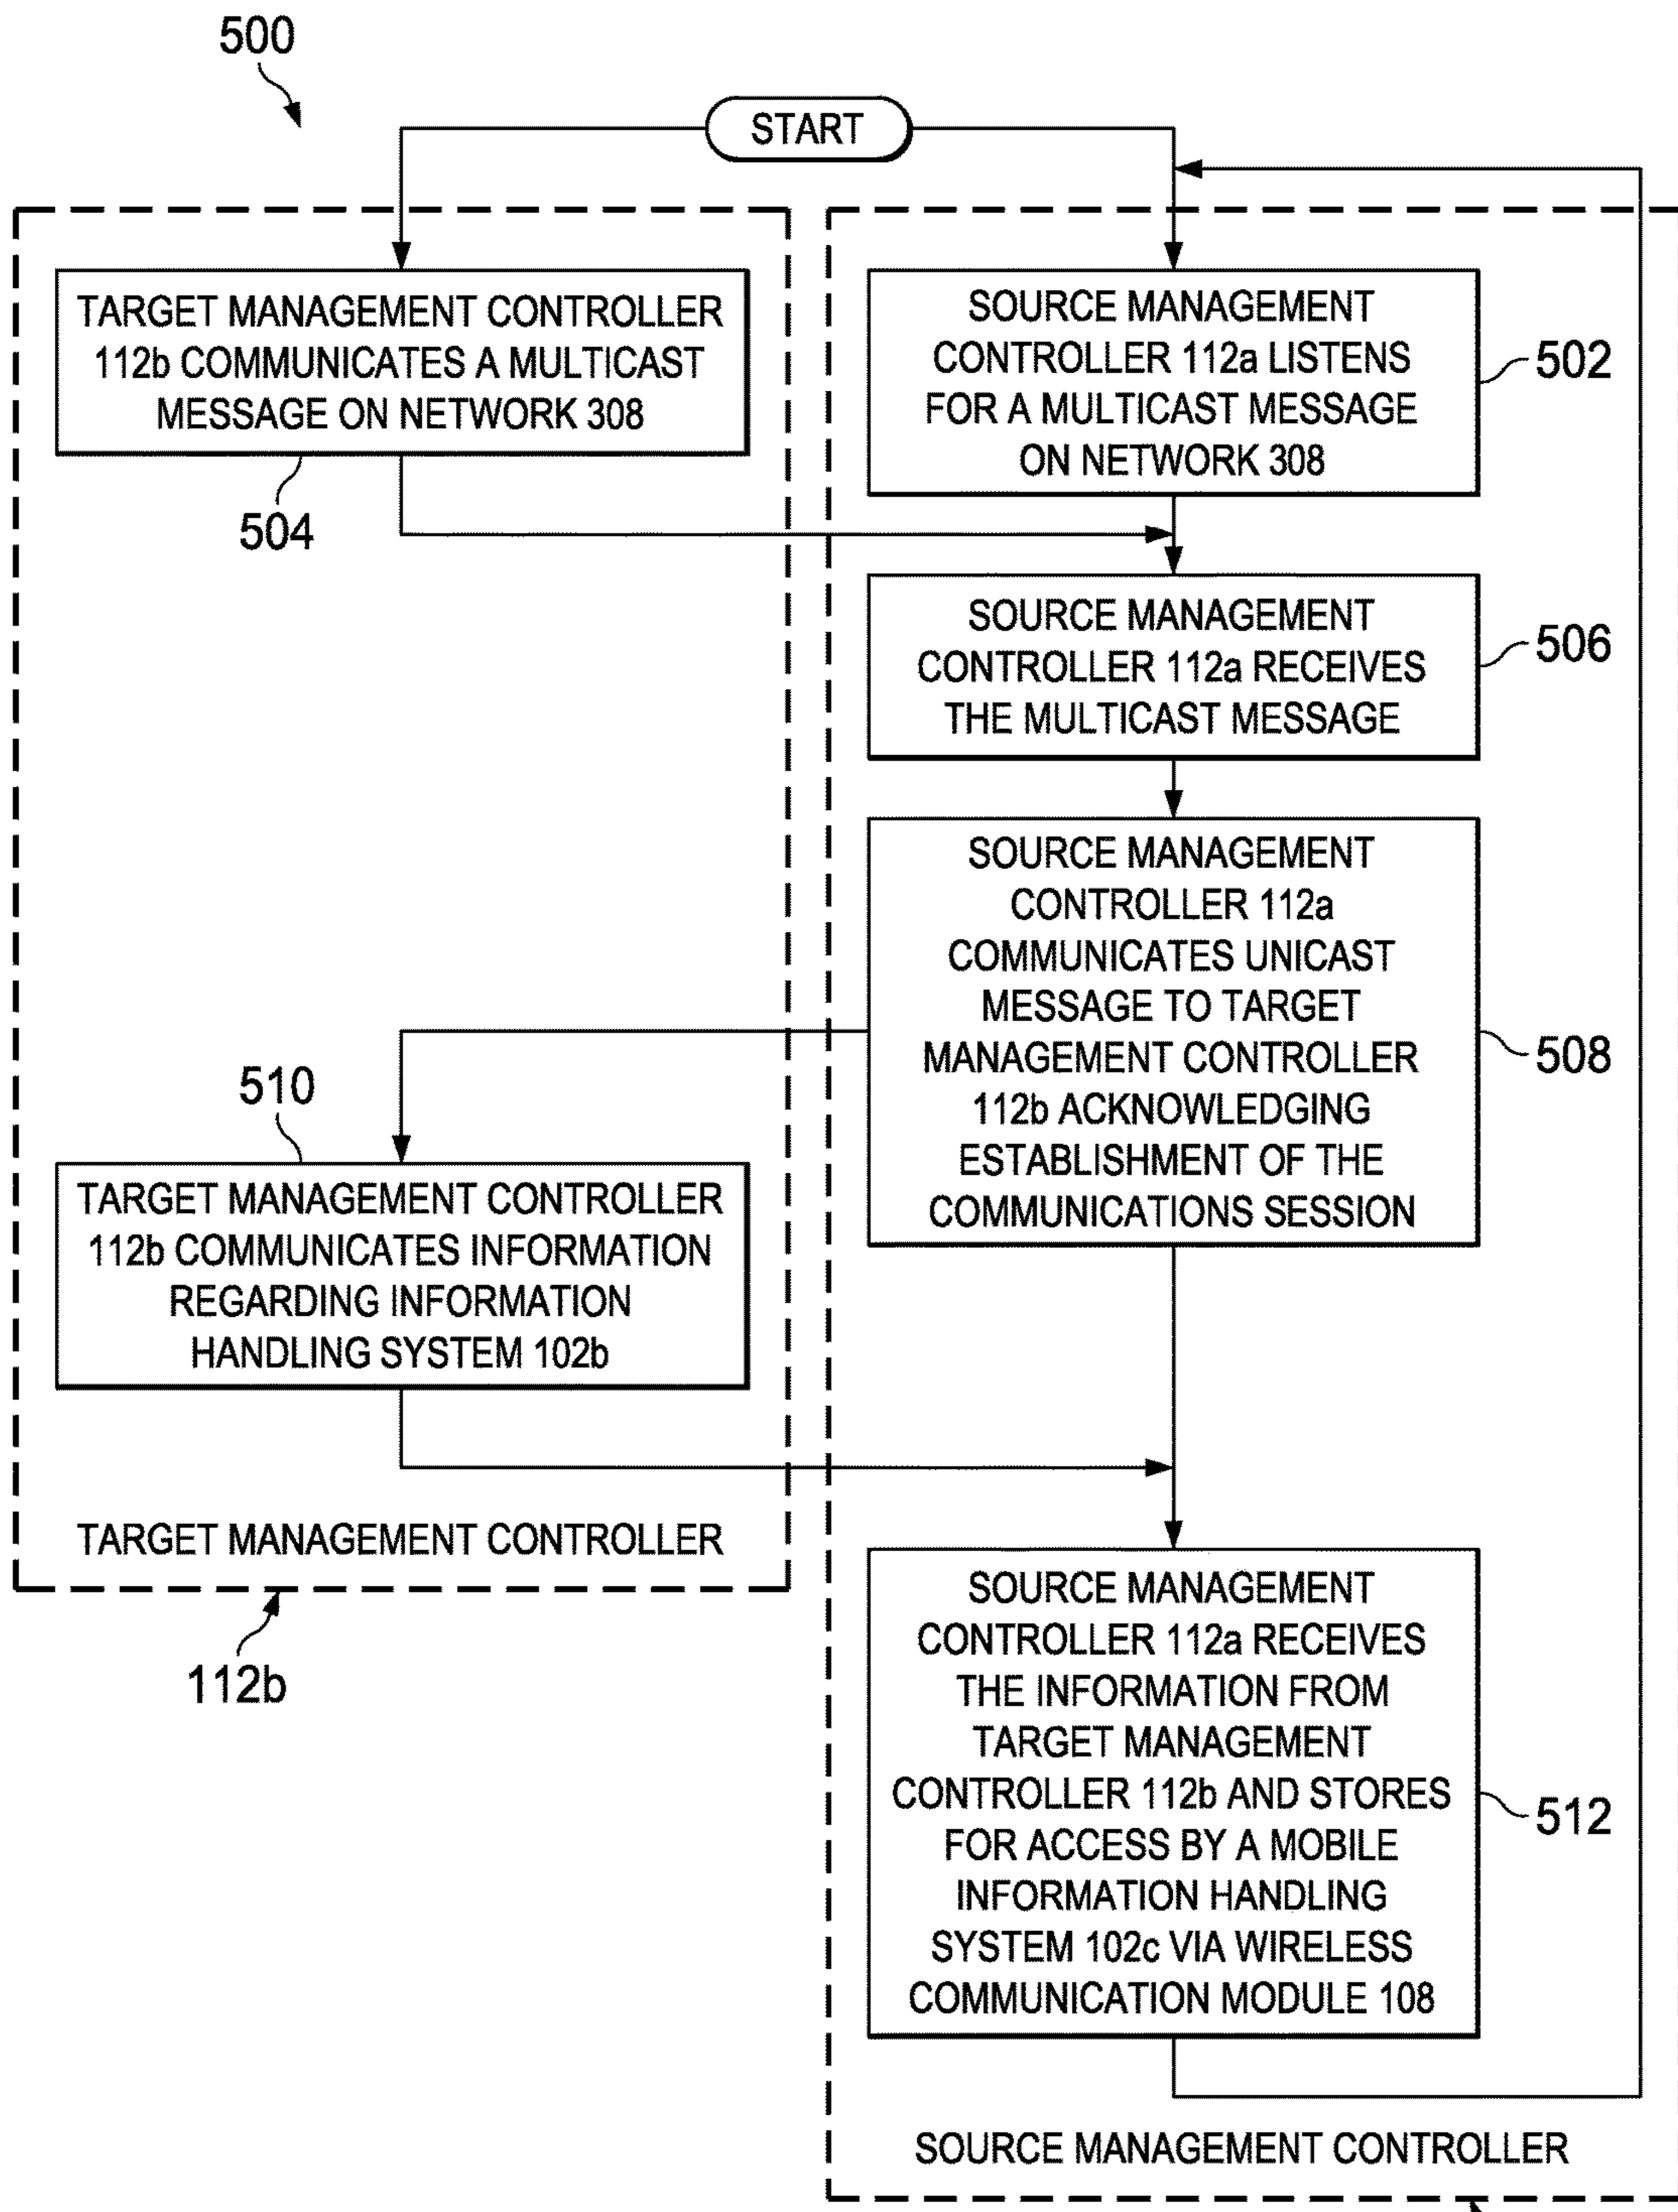 500
START
TARGET MANAGEMENT CONTROLLER
112b COMMUNICATES A MULTICAST
MESSAGE ON NETWORK 308
504
SOURCE MANAGEMENT
CONTROLLER 112a LISTENS
FOR A MULTICAST MESSAGE
ON NETWORK 308
502
SOURCE MANAGEMENT
CONTROLLER 112a RECEIVES
THE MULTICAST MESSAGE
506
SOURCE MANAGEMENT
CONTROLLER 112a
COMMUNICATES UNICAST
MESSAGE TO TARGET
MANAGEMENT CONTROLLER
112b ACKNOWLEDGING
ESTABLISHMENT OF THE
COMMUNICATIONS SESSION
508
510
TARGET MANAGEMENT CONTROLLER
112b COMMUNICATES INFORMATION
REGARDING INFORMATION
HANDLING SYSTEM 102b
TARGET MANAGEMENT CONTROLLER
112b
SOURCE MANAGEMENT
CONTROLLER 112a RECEIVES
THE INFORMATION FROM
TARGET MANAGEMENT
CONTROLLER 112b AND STORES
FOR ACCESS BY A MOBILE
INFORMATION HANDLING
SYSTEM 102c VIA WIRELESS
COMMUNICATION MODULE 108
512
SOURCE MANAGEMENT CONTROLLER